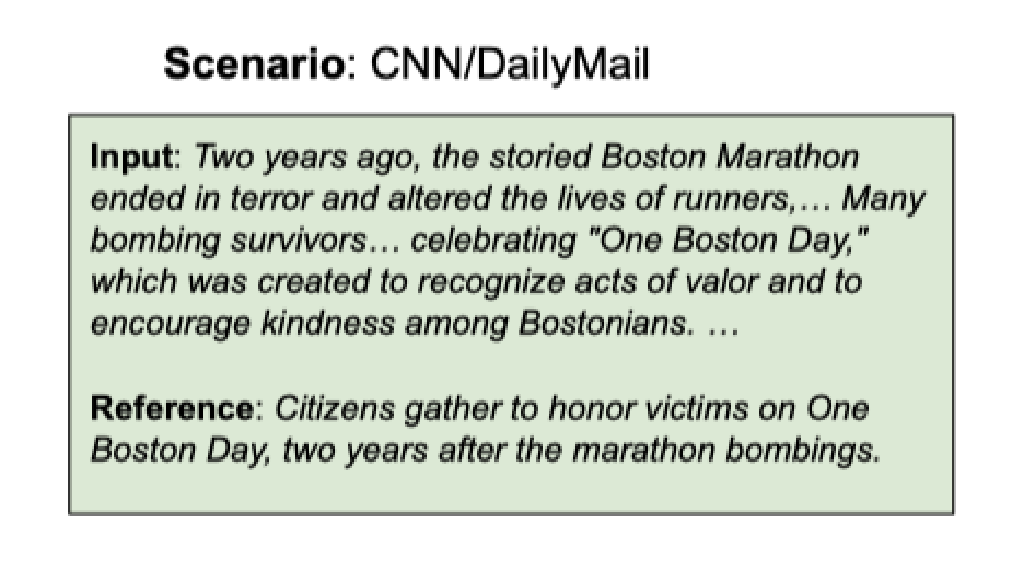 Scenario: CNN/DailyMail
Input: Two years ago, the storied Boston Marathon
ended in terror and altered the lives of runners,... Many
bombing survivors... celebrating "One Boston Day,"
which was created to recognize acts of valor and to
encourage kindness among Bostonians. ...
Reference: Citizens gather to honor victims on One
Boston Day, two years after the marathon bombings.